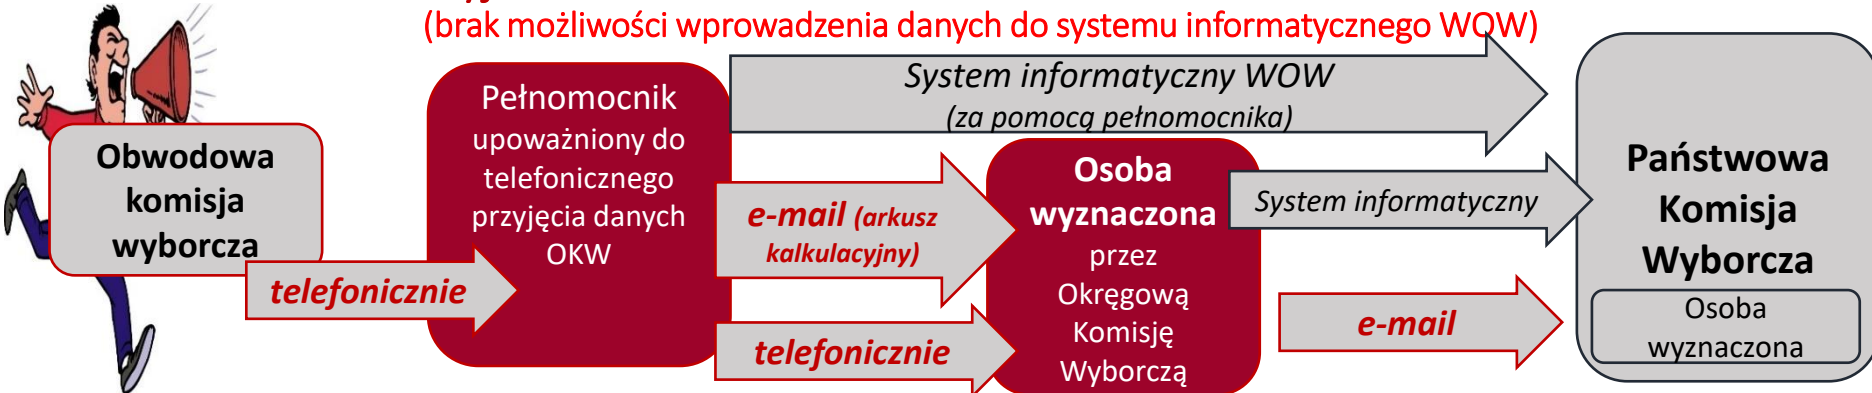 (brak możliwości wprowadzenia danych do systemu informatycznego WOW)
Obwodowa
komisja
wyborcza
telefonicznie
Pełnomocnik
upoważniony do
telefonicznego
przyjęcia danych
OKW
System informatyczny WOW
(za pomocą pełnomocnika)
e-mail (arkusz
kalkulacyjny)
telefonicznie
Osoba
wyznaczona
przez
Okręgową
Komisję
Wyborczą
System informatyczny
e-mail
Państwowa
Komisja
Wyborcza
Osoba
wyznaczona